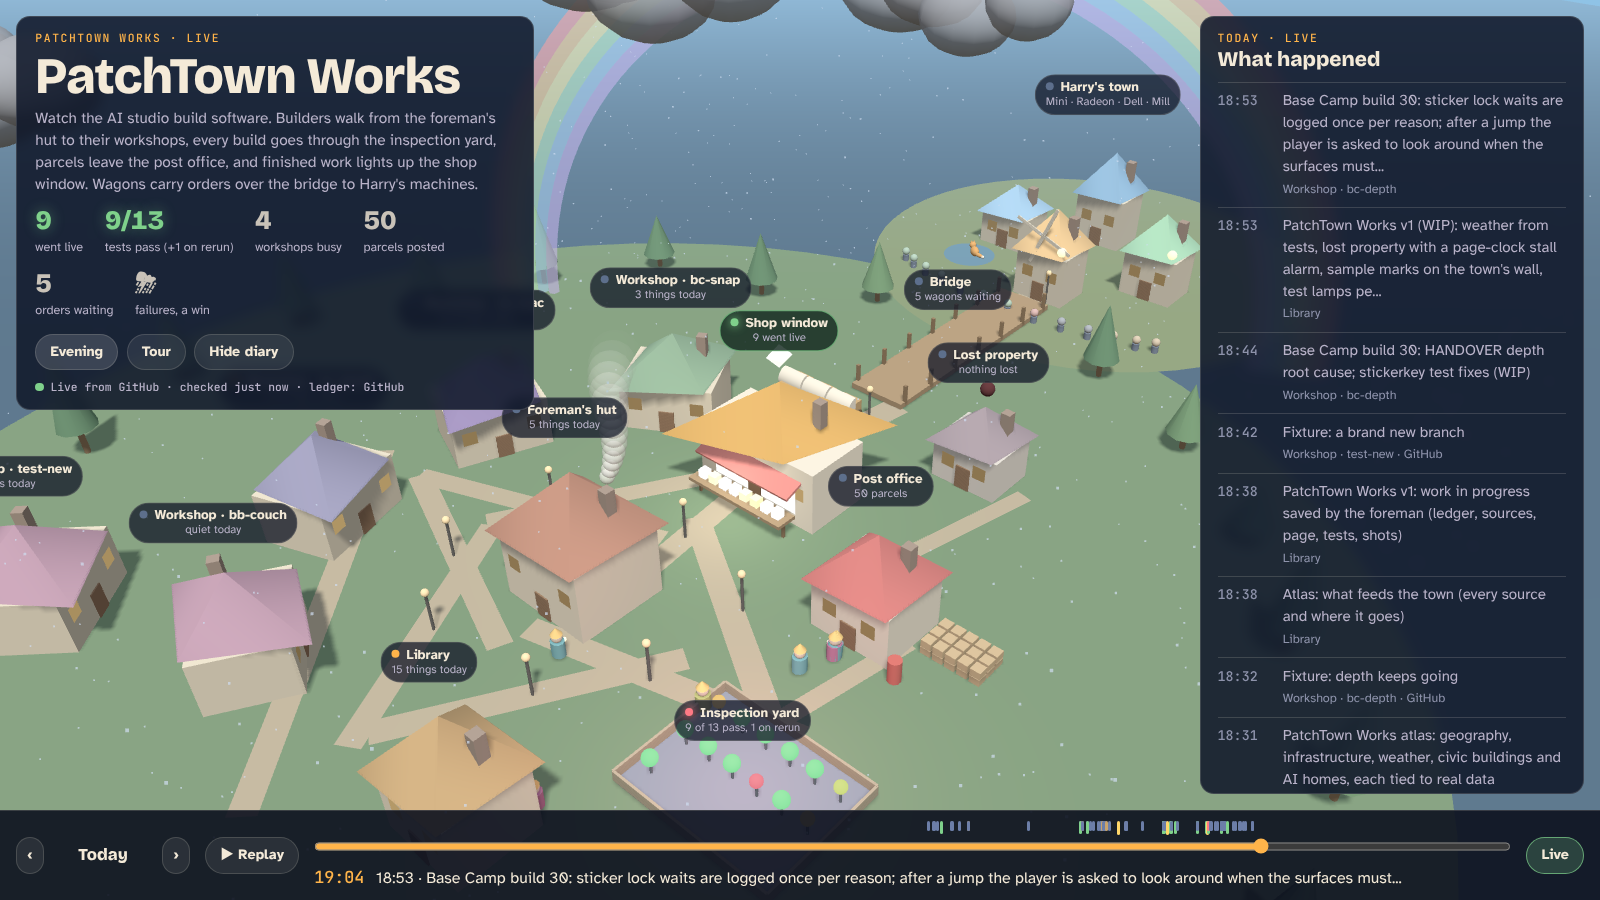 PATCHTOWN WORKS · LIVE
PatchTown Works
Watch the AI studio build software. Builders walk from the foreman's
hut to their workshops, every build goes through the inspection yard,
parcels leave the post office, and finished work lights up the shop
window. Wagons carry orders over the bridge to Harry's machines.
9
went live
9/13
tests pass (+1 on rerun)
4
workshops busy
50
parcels posted
5
orders waiting
failures, a win
Evening
Tour
Hide diary
Live from GitHub · checked just now · ledger: GitHub
Harry's town
Mini · Radeon · Dell · Mill
Workshop · bc-snap
3 things today
Bridge
5 wagons waiting
Shop window
9 went live
Lost property
nothing lost
Foreman's hut
5 things today
· test-new
today
Post office
50 parcels
Workshop · bb-couch
quiet today
Library
15 things today
Inspection yard
9 of 13 pass, 1 on rerun
TODAY · LIVE
What happened
18:53
Base Camp build 30: sticker lock waits are
logged once per reason; after a jump the
player is asked to look around when the
surfaces must…
Workshop · bc-depth
18:53
PatchTown Works v1 (WIP): weather from
tests, lost property with a page-clock stall
alarm, sample marks on the town's wall,
test lamps pe…
Library
18:44
Base Camp build 30: HANDOVER depth
root cause; stickerkey test fixes (WIP)
Workshop · bc-depth
18:42
Fixture: a brand new branch
Workshop · test-new · GitHub
18:38
PatchTown Works v1: work in progress
saved by the foreman (ledger, sources,
page, tests, shots)
Library
18:38
Atlas: what feeds the town (every source
and where it goes)
Library
18:32
Fixture: depth keeps going
Workshop · bc-depth · GitHub
18:31
PatchTown Works atlas: geography,
infrastructure, weather, civic buildings and
AI homes, each tied to real data
‹
Today
›
▶ Replay
Live
19:04 18:53 · Base Camp build 30: sticker lock waits are logged once per reason; after a jump the player is asked to look around when the surfaces must…